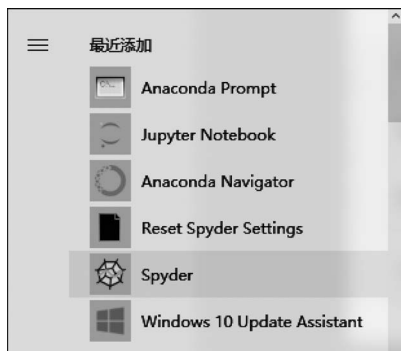 最近添加
Anaconda Prompt
Jupyter Notebook
Anaconda Navigator
Reset Spyder Settings
Spyder
Windows 10 Update Assistant